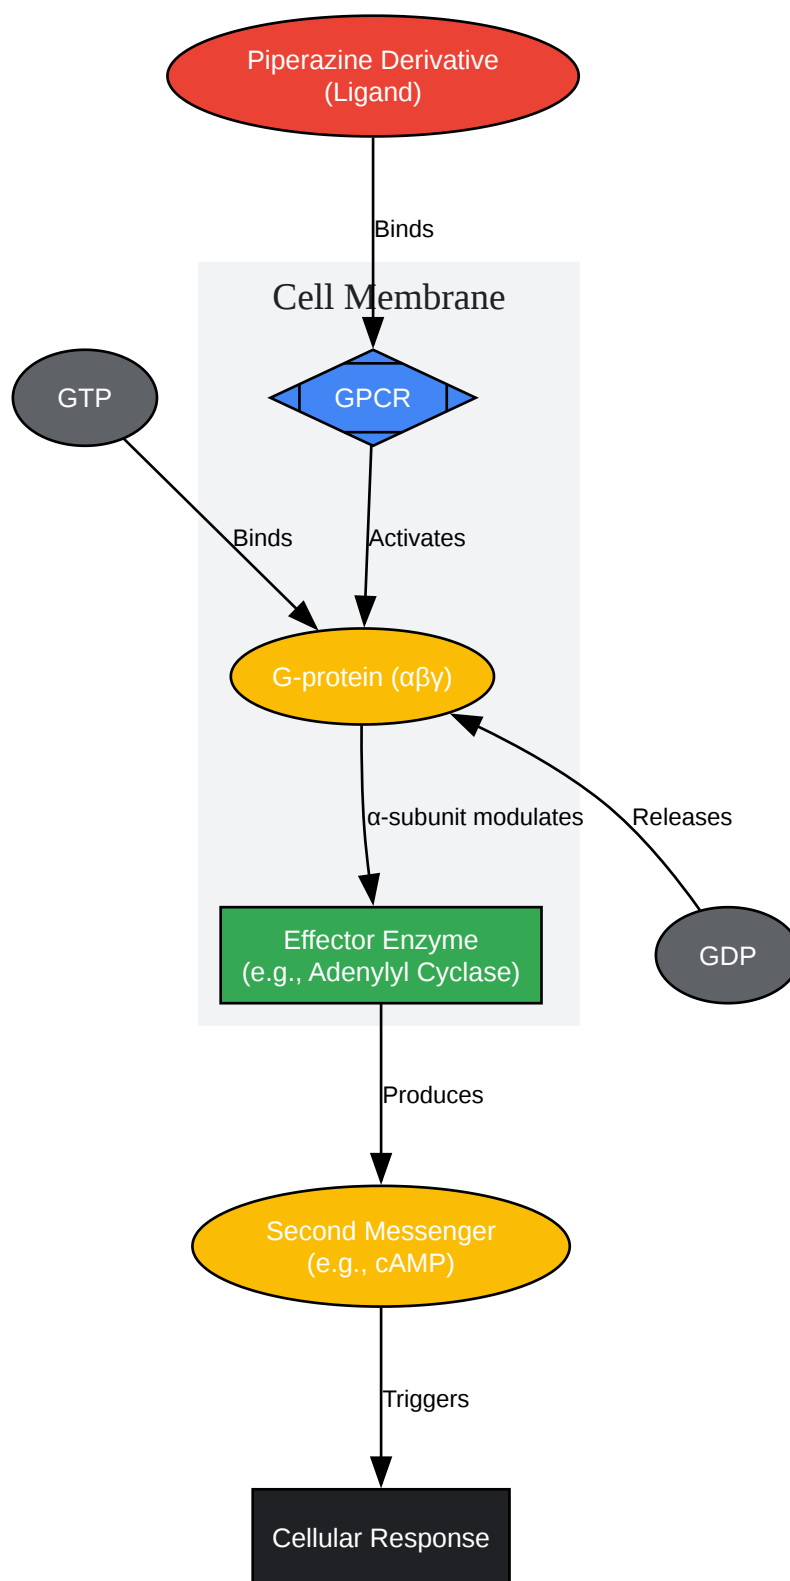 Piperazine Derivative
(Ligand)
Binds
Cell Membrane
GTP
GPCR
Binds
Activates
G-protein (αβγ)
α-subunit modulates
Releases
Effector Enzyme
(e.g., Adenylyl Cyclase)
GDP
Produces
Second Messenger
(e.g., cAMP)
Triggers
Cellular Response